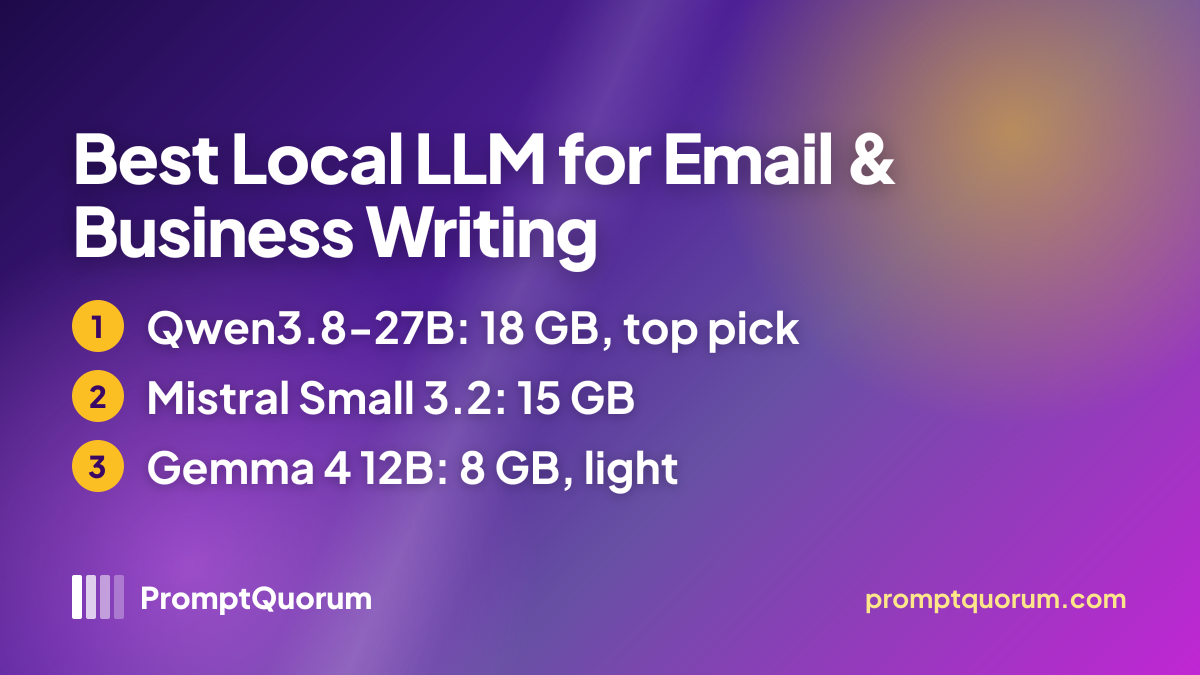 Best Local LLM for Email &
Business Writing
1 Qwen3.8-27B: 18 GB, top pick
2 Mistral Small 3.2: 15 GB
3 Gemma 4 12B: 8 GB, light
PromptQuorum
promptquorum.com